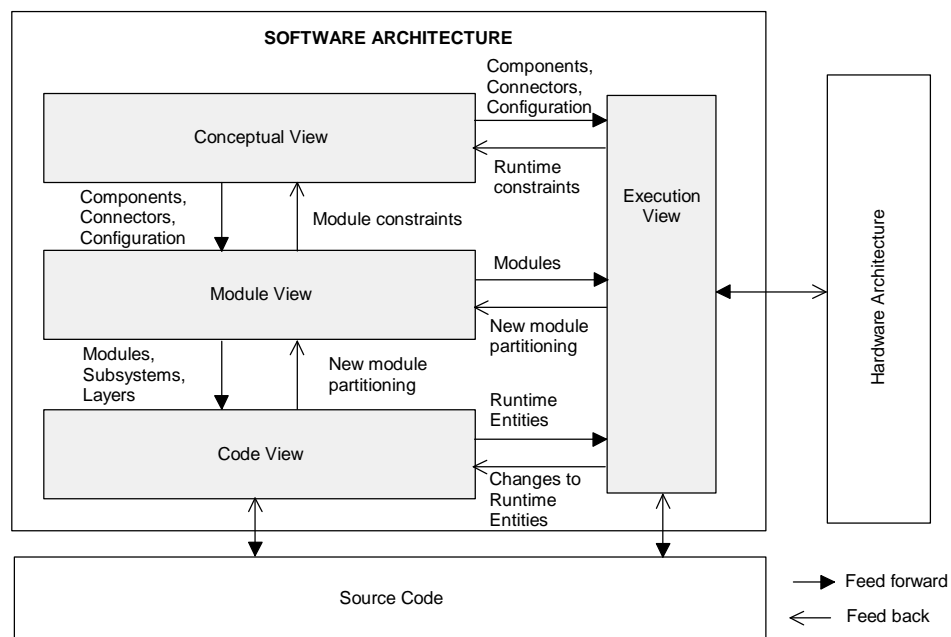 SOFTWARE ARCHITECTURE
Components,
Connectors,
Configuration
Conceptual View
Runtime
constraints
Execution
View
Components,
Connectors,
Configuration
Module constraints
Modules
Module View
New module
partitioning
Modules,
Subsystems,
Layers
New module
partitioning
Runtime
Entities
Code View
Changes to
Runtime
Entities
Hardware Architecture
Source Code
Feed forward
Feed back